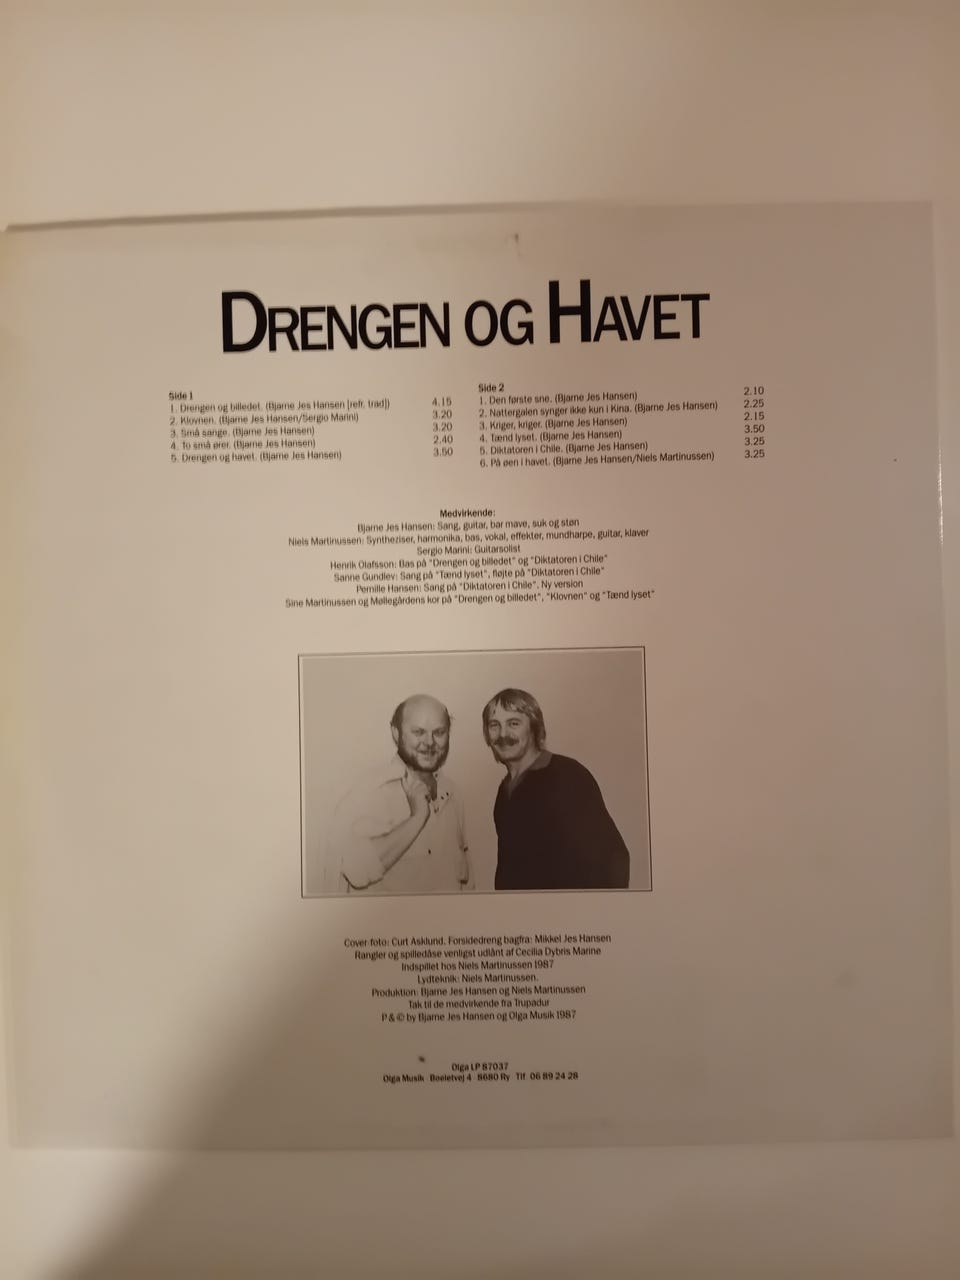 DRENGEN OG HAVET
Side 1
1. Drengen og billedet. (Bjarne Jes Hansen [refr. trad]) 4.15
2. Klovnen. (Bjarne Jes Hansen/Sergio Marini) 3.20
3. Små sange. (Bjarne Jes Hansen) 3.20
4. To små ører. (Bjarne Jes Hansen) 2.40
5. Drengen og havet. (Bjarne Jes Hansen) 3.50
Side 2
1. Den første sne. (Bjarne Jes Hansen) 2.10
2. Nattergalen synger ikke kun i Kina. (Bjarne Jes Hansen) 2.25
3. Kriger, kriger. (Bjarne Jes Hansen) 2.15
4. Tænd lyset. (Bjarne Jes Hansen) 3.50
5. Diktatoren i Chile. (Bjarne Jes Hansen) 3.25
6. På øen i havet. (Bjarne Jes Hansen/Niels Martinussen) 3.25
Medvirkende:
Bjarne Jes Hansen: Sang, guitar, bar mave, suk og støn
Niels Martinussen: Syntheziser, harmonika, bas, vokal, effekter, mundharpe, guitar, klaver
Sergio Marini: Guitarsolist
Henrik Olafsson: Bas på "Drengen og billedet" og "Diktatoren i Chile"
Sanne Gundlev: Sang på "Tænd lyset", fløjte på "Diktatoren i Chile"
Pernille Hansen: Sang på "Diktatoren i Chile". Ny version
Sine Martinussen og Møllegårdens kor på "Drengen og billedet", "Klovnen" og "Tænd lyset"
Cover-foto: Curt Asklund. Forsidedreng bagfra: Mikkel Jes Hansen
Rangler og spilledåse venligst udlånt af Cecilia Dybris Marine
Indspillet hos Niels Martinussen 1987
Lydteknik: Niels Martinussen.
Produktion: Bjarne Jes Hansen og Niels Martinussen
Tak til de medvirkende fra Trupadur
P & © by Bjarne Jes Hansen og Olga Musik 1987
Olga LP 87037
Olga Musik Boeletvej 4 8680 Ry Tlf 06 89 24 28